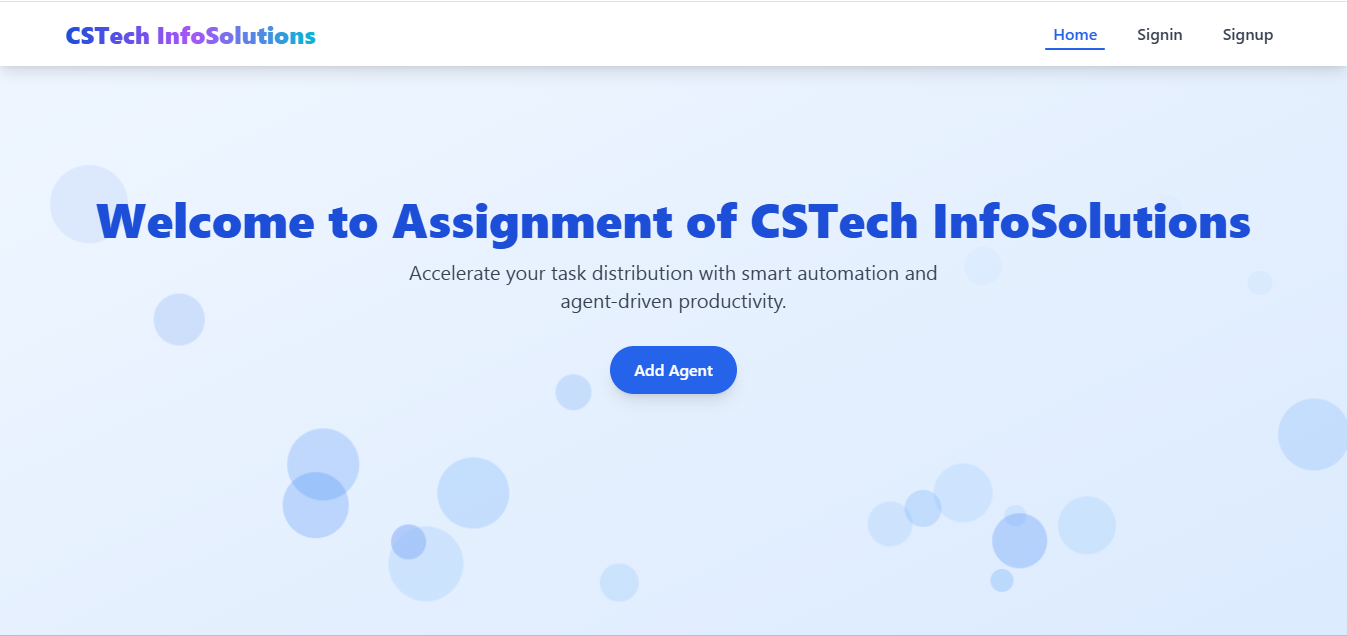 CSTech InfoSolutions
Home
Signin
Signup
Welcome to Assignment of CSTech InfoSolutions
Accelerate your task distribution with smart automation and
agent-driven productivity.
Add Agent